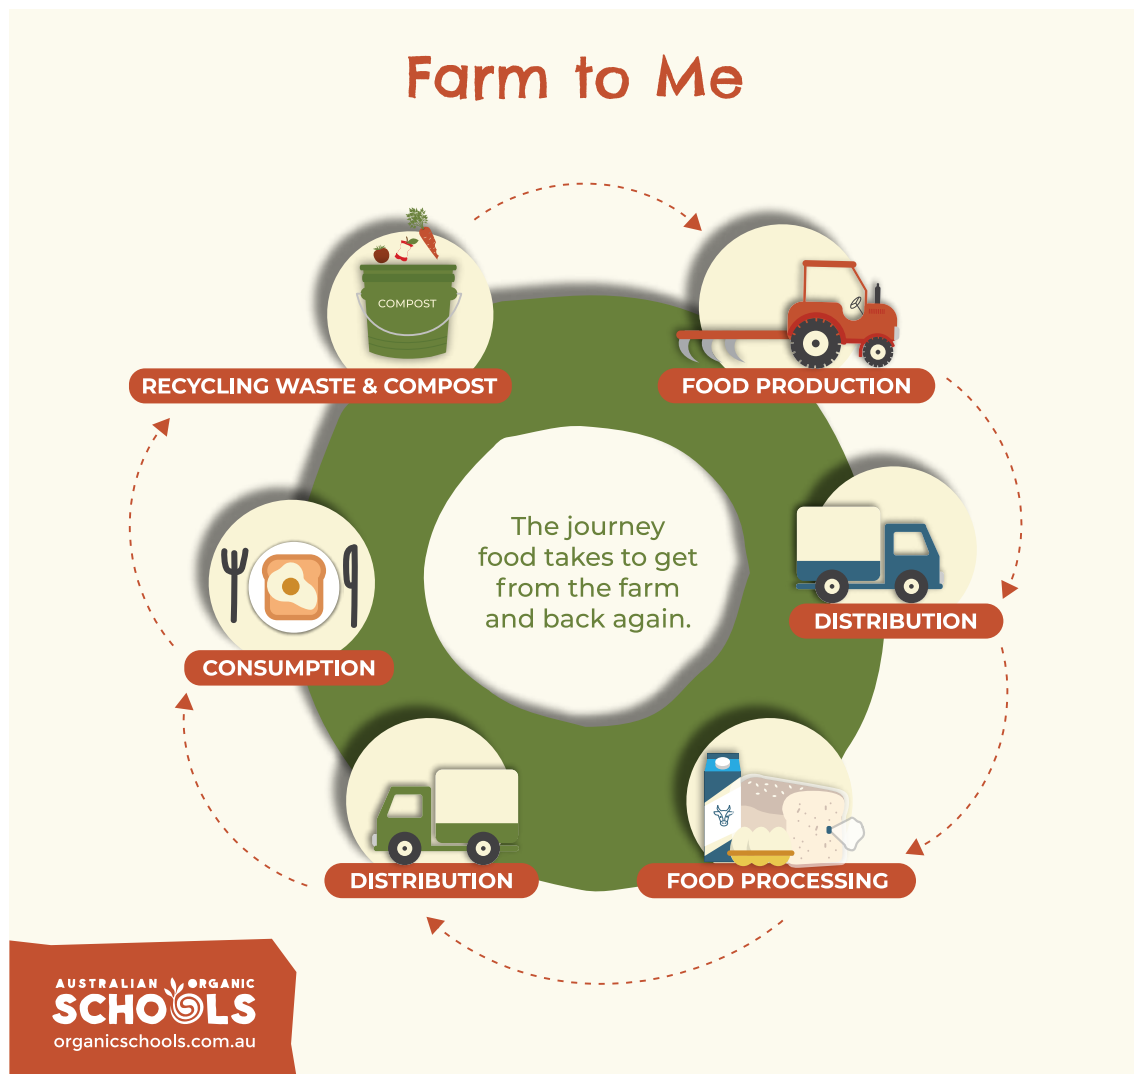 Farm to Me
COMPOST
RECYCLING WASTE & COMPOST
FOOD PRODUCTION
The journey
food takes to get
from the farm
and back again.
DISTRIBUTION
CONSUMPTION
DISTRIBUTION
FOOD PROCESSING
AUSTRALIAN ORGANIC
SCHOOLS
organicschools.com.au